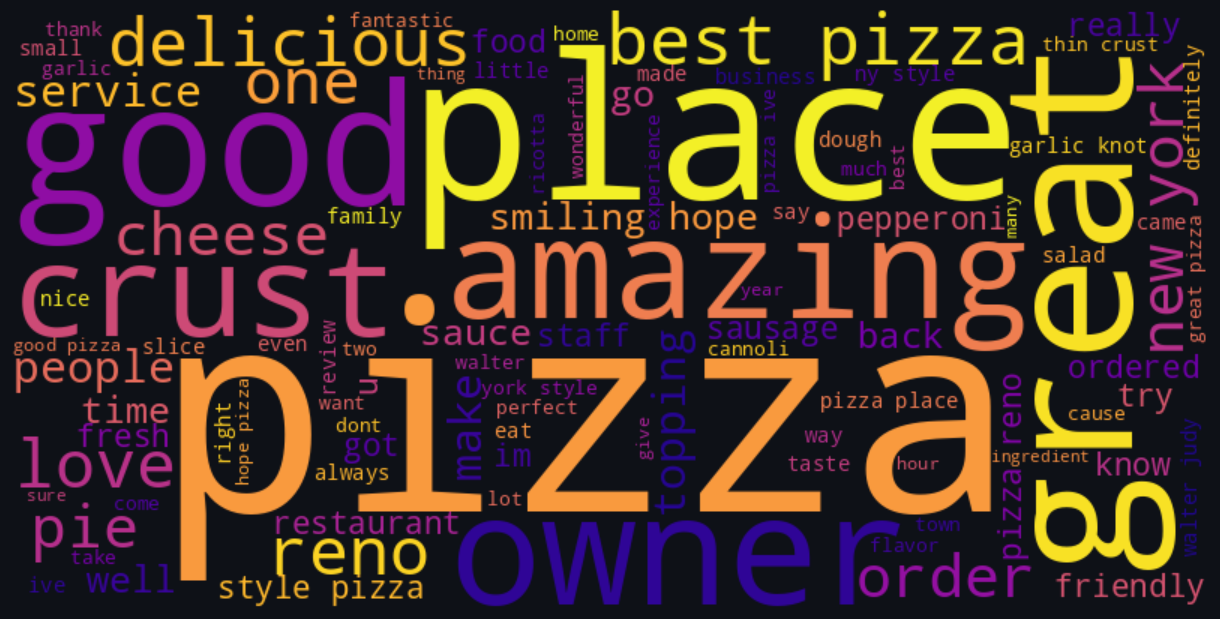 thank
fantastic
small
delicious
food
home
best pizza
really
thin crust
garlic
thing
little
made
business
ny style
service
one
go
good
place
great
new york
definitely
wonderful
ricotta
experience
pizza ive
dough
much
best
garlic knot
family
smiling hope
say
pepperoni
many
came
cheese
crust
amazing
salad
great pizza
nice
year
sauce
staff
sausage
back
cannoli
good pizza
slice
even
review
two
u
people
pizza
walter
york style
make
topping
perfect
pizza place
ordered
try
time
want
right
hope pizza
dont
eat
give
way
cause
fresh
got
im
love
always
taste
hour
ingredient
know
pizza reno
walter judy
sure
come
lot
pie
restaurant
town
take
reno
owner
flavor
ive
well
style pizza
order
friendly